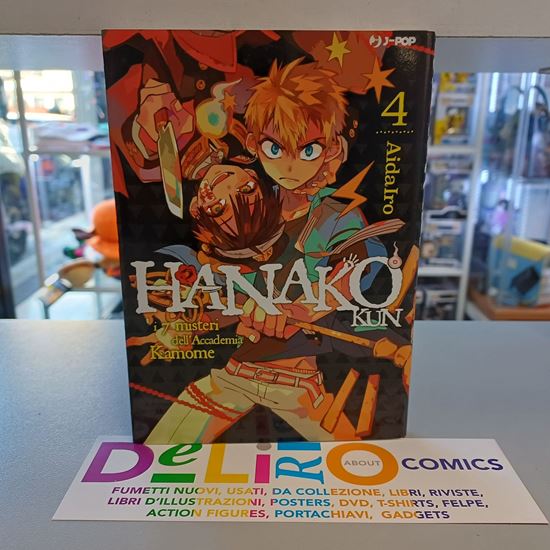 J-POP
4
AidaIro
HANAKO
KUN
i 7 misteri
dell'Accademia
Kamome
DeLiRiO
ABOUT
COMICS
FUMETTI NUOVI, USATI, DA COLLEZIONE, LIBRI, RIVISTE,
LIBRI D'ILLUSTRAZIONI, POSTERS, DVD, T-SHIRTS, FELPE,
ACTION FIGURES, PORTACHIAVI, GADGETS